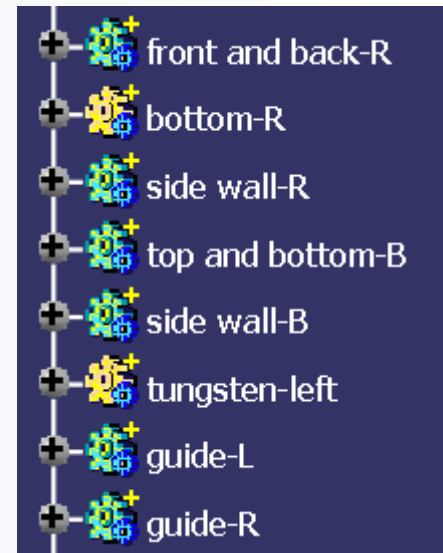 front and back-R
bottom-R
side wall-R
top and bottom-B
side wall-B
tungsten-left
guide-L
guide-R